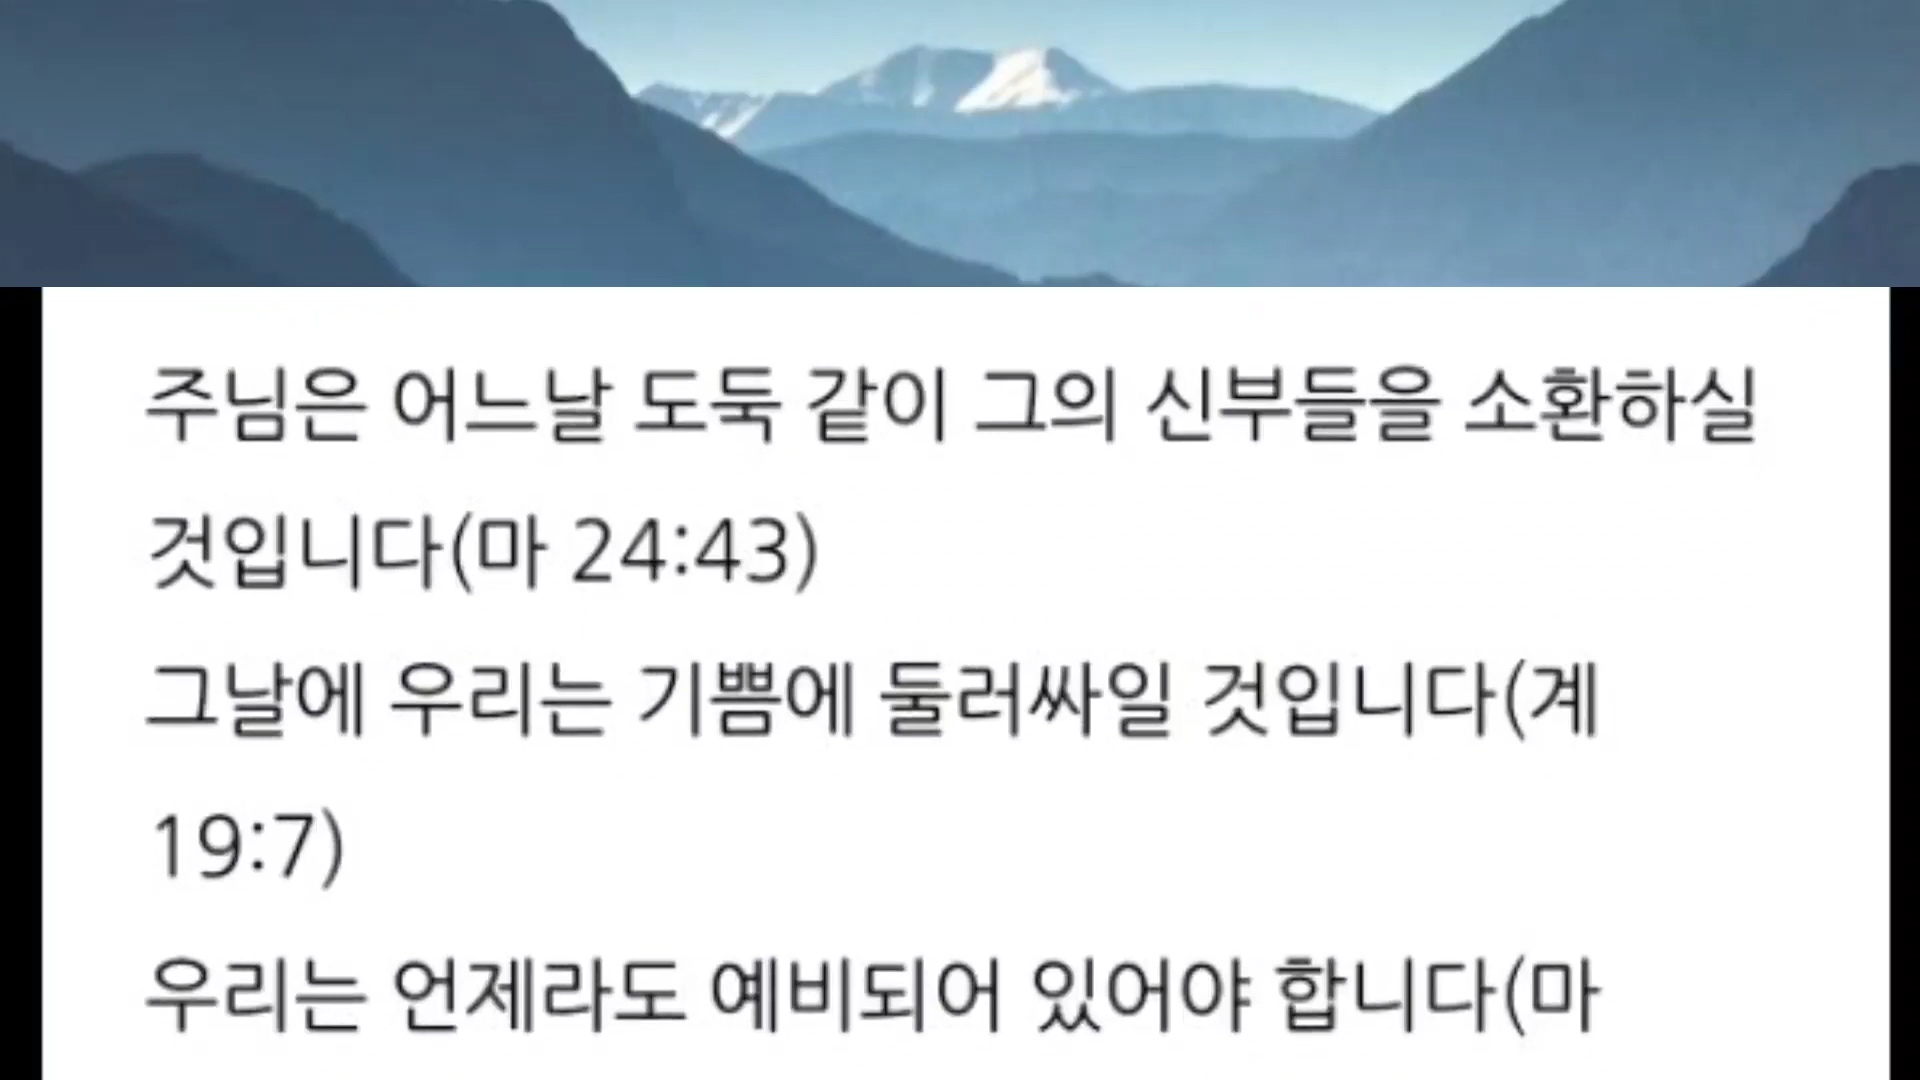 주님은 어느날 도둑 같이 그의 신부들을 소환하실
것입니다(마 24:43)
그날에 우리는 기쁨에 둘러싸일 것입니다(계
19:7)
우리는 언제라도 예비되어 있어야 합니다(마